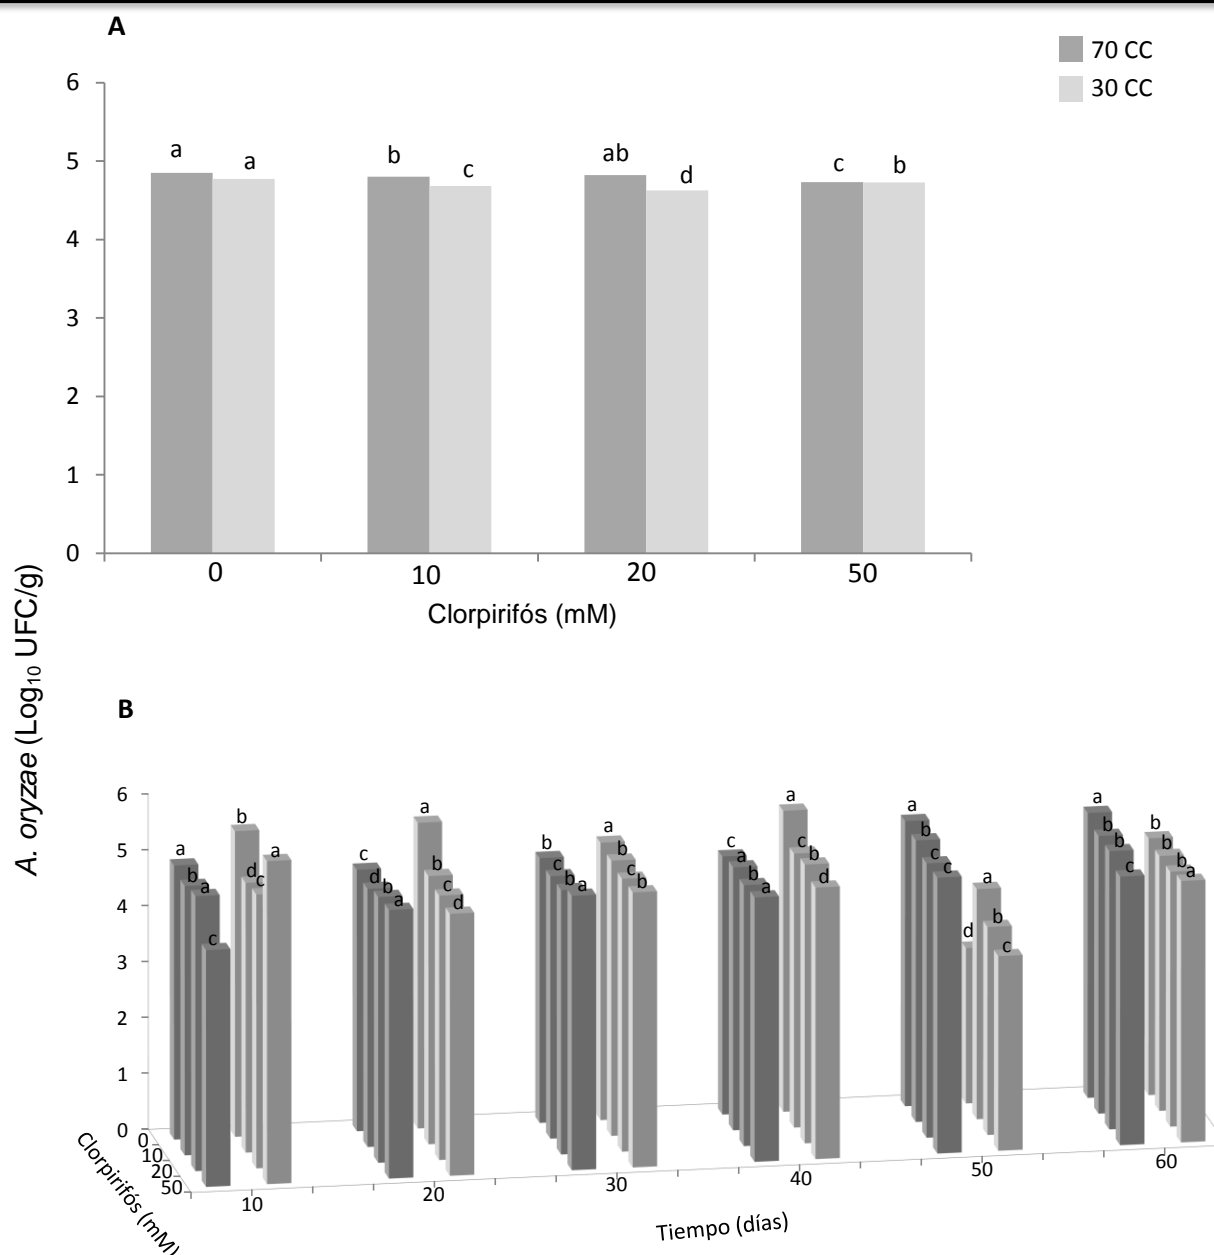 A
70 CC
30 CC
6
5
4
3
2
1
0
a a b c ab d c b
0 10 20 50
Clorpirifós (mM)
A. oryzae (Log10 UFC/g)
B
6
5
4
3
2
1
0
a b a c b d c a
c d b a a b c d
b c b a a b c b
c a b a a c b d
a b c c d a b c
a b b c b b b a
0
10
20
50
Clorpirifós (mM)
10 20 30 40 50 60
Tiempo (días)